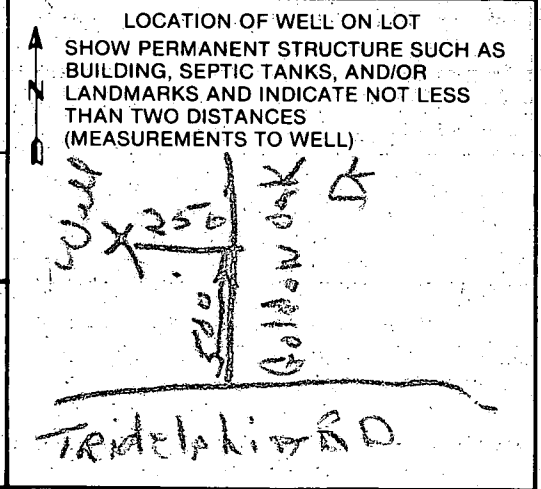 LOCATION OF WELL ON LOT
SHOW PERMANENT STRUCTURE SUCH AS
BUILDING, SEPTIC TANKS, AND/OR
N LANDMARKS AND INDICATE NOT LESS
THAN TWO DISTANCES
(MEASUREMENTS TO WELL)
Well
X 250
500
Goldon oak
Dr
TRidelphia RD